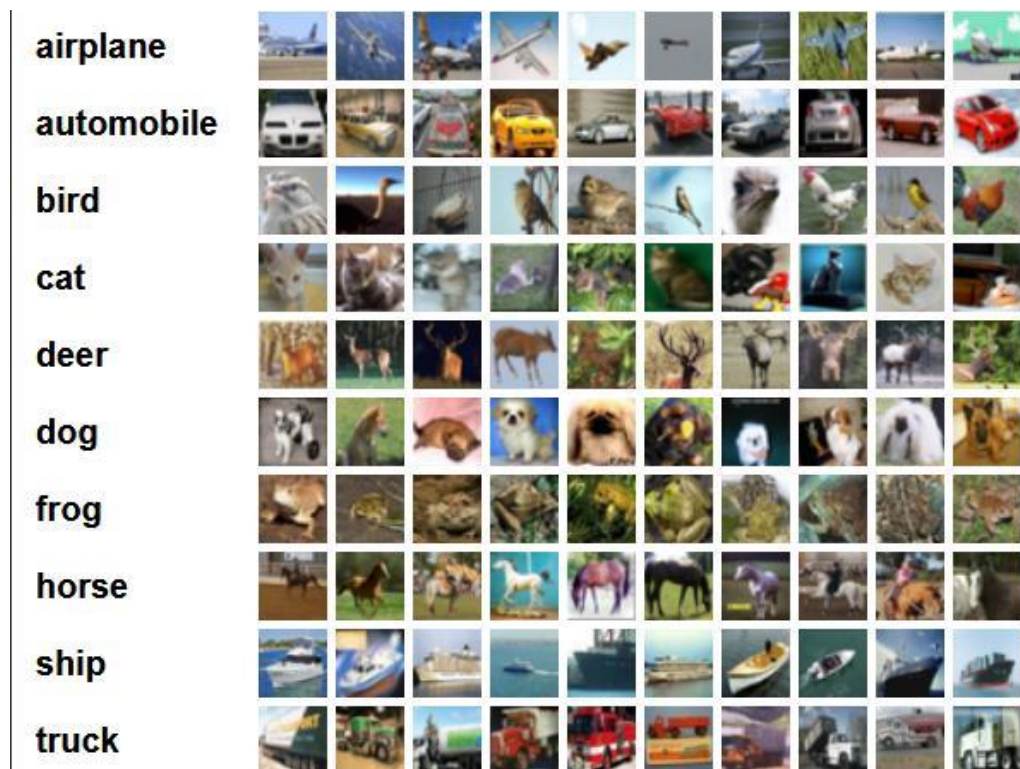 airplane
automobile
bird
cat
deer
dog
frog
horse
ship
truck